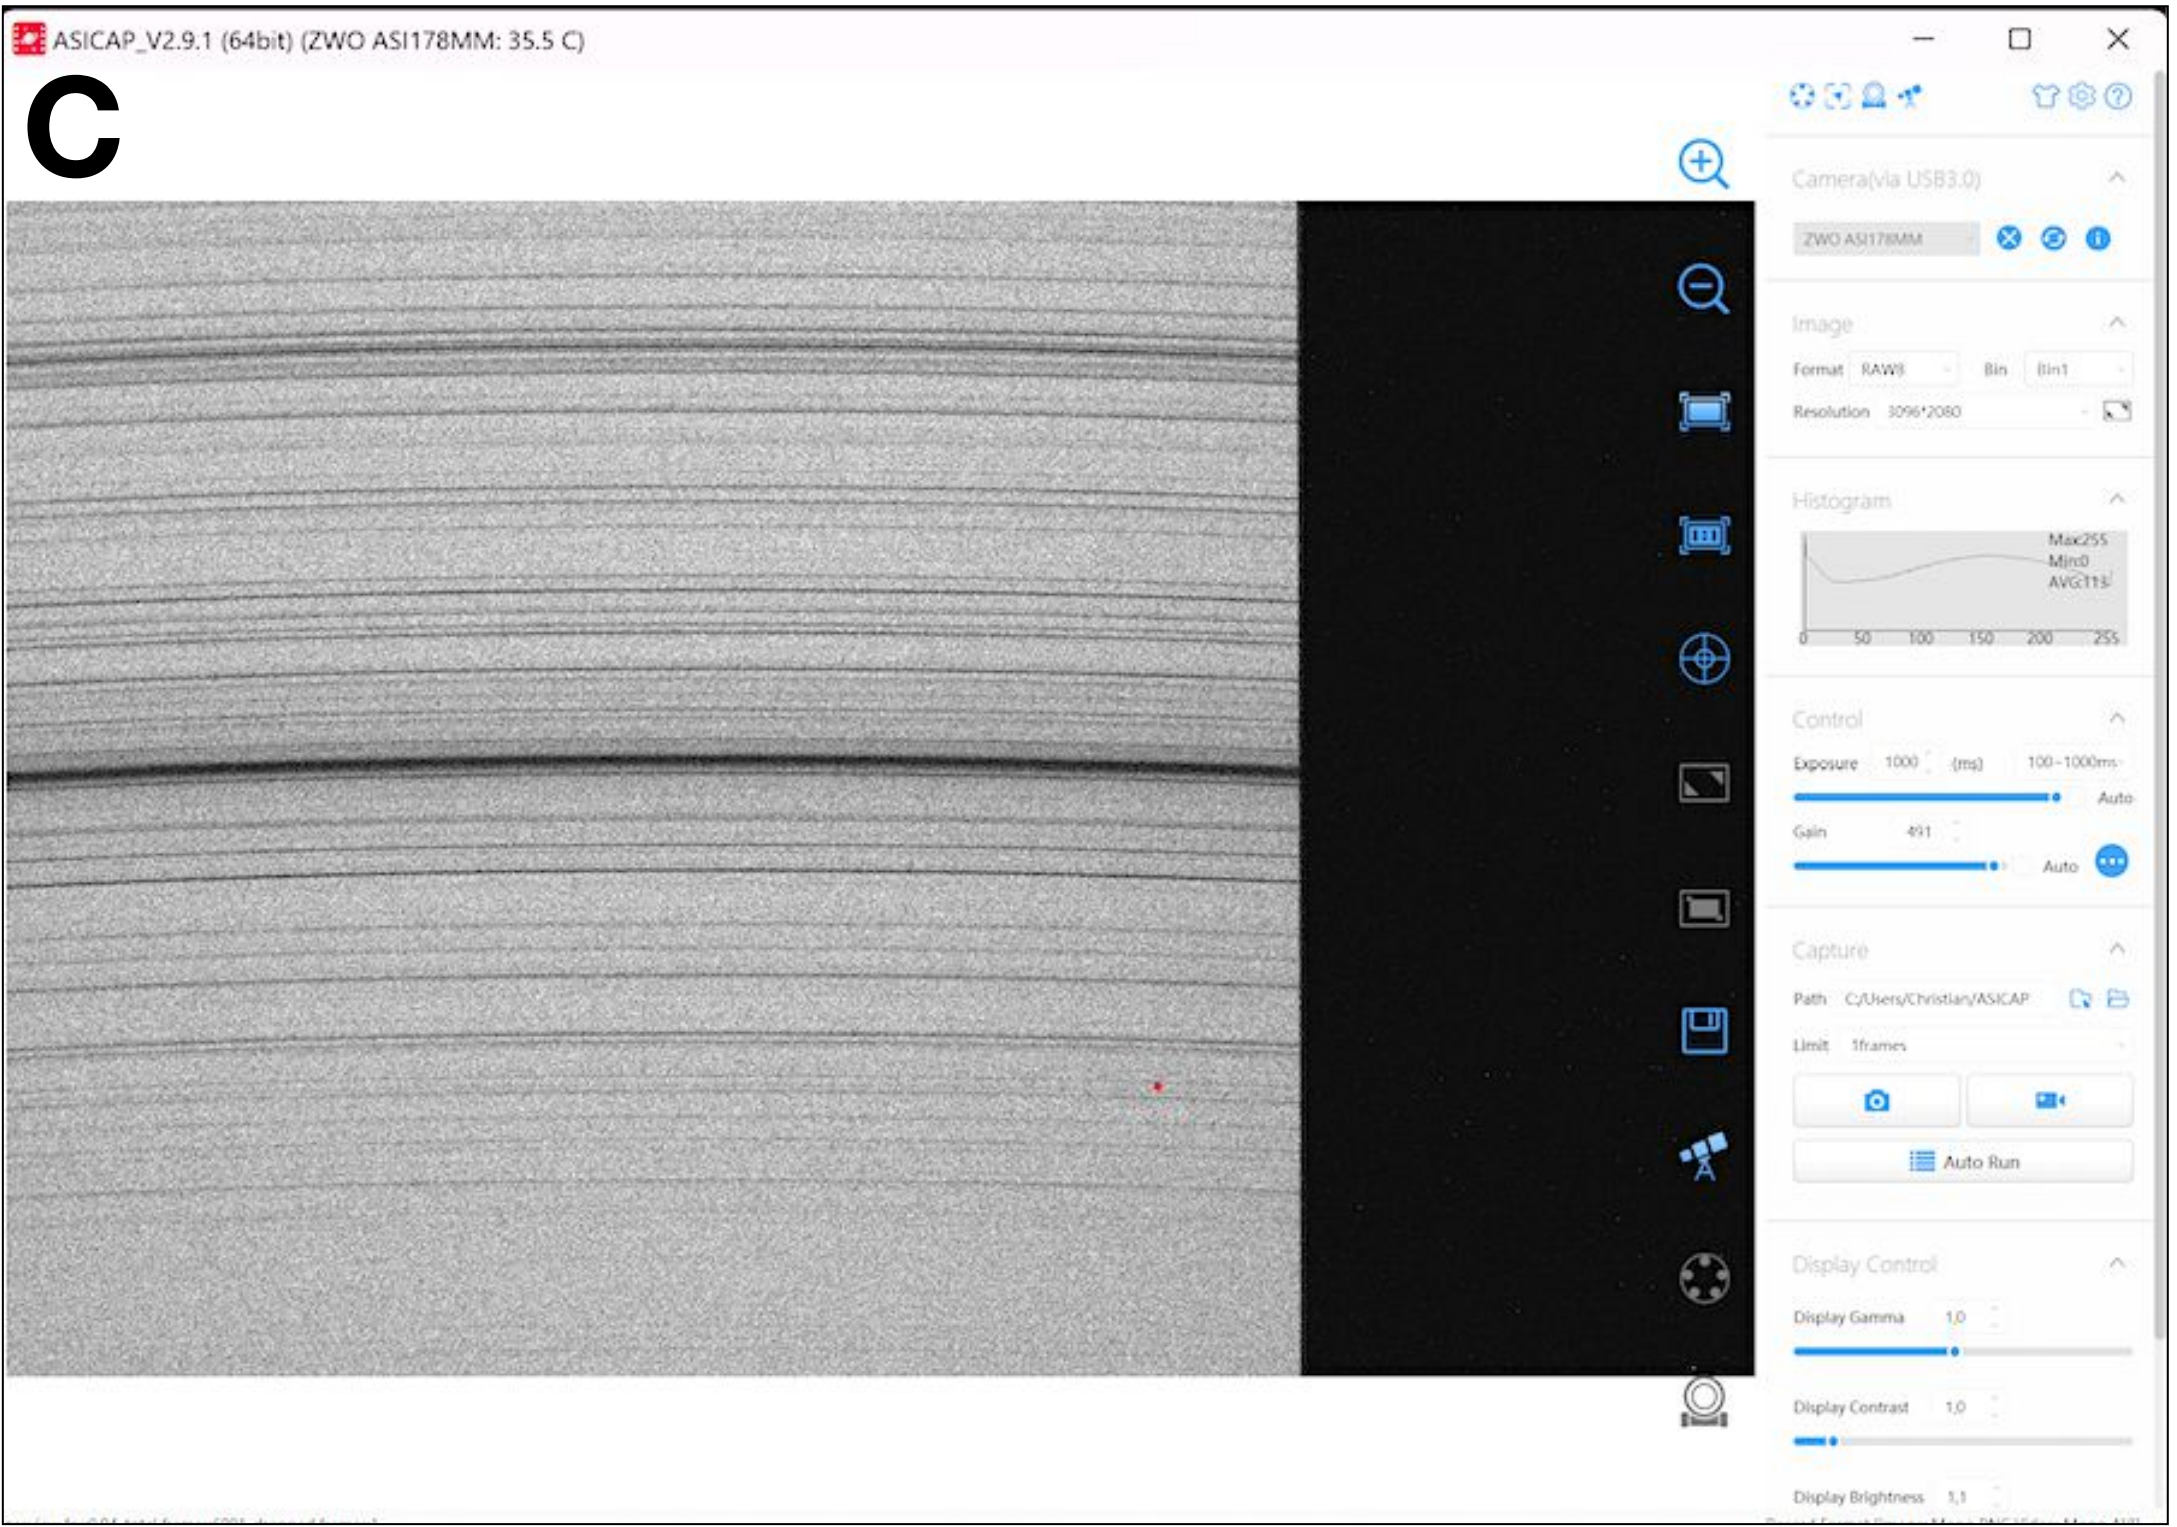 ASICAP_V2.9.1 (64bit) (ZWO ASI178MM: 35.5 C)
C
Camera(via USB3.0)
ZWO ASI178MM
Image
Format RAW8 Bin Bin1
Resolution 3096*2080
Histogram
Max:255
Min:0
AVG:113
0 50 100 150 200 255
Control
Exposure 1000 (ms) 100~1000ms
Auto
Gain 491
Auto
Capture
Path C:/Users/Christian/ASICAP
Limit 1frames
Auto Run
Display Control
Display Gamma 1,0
Display Contrast 1,0
Display Brightness 1,1